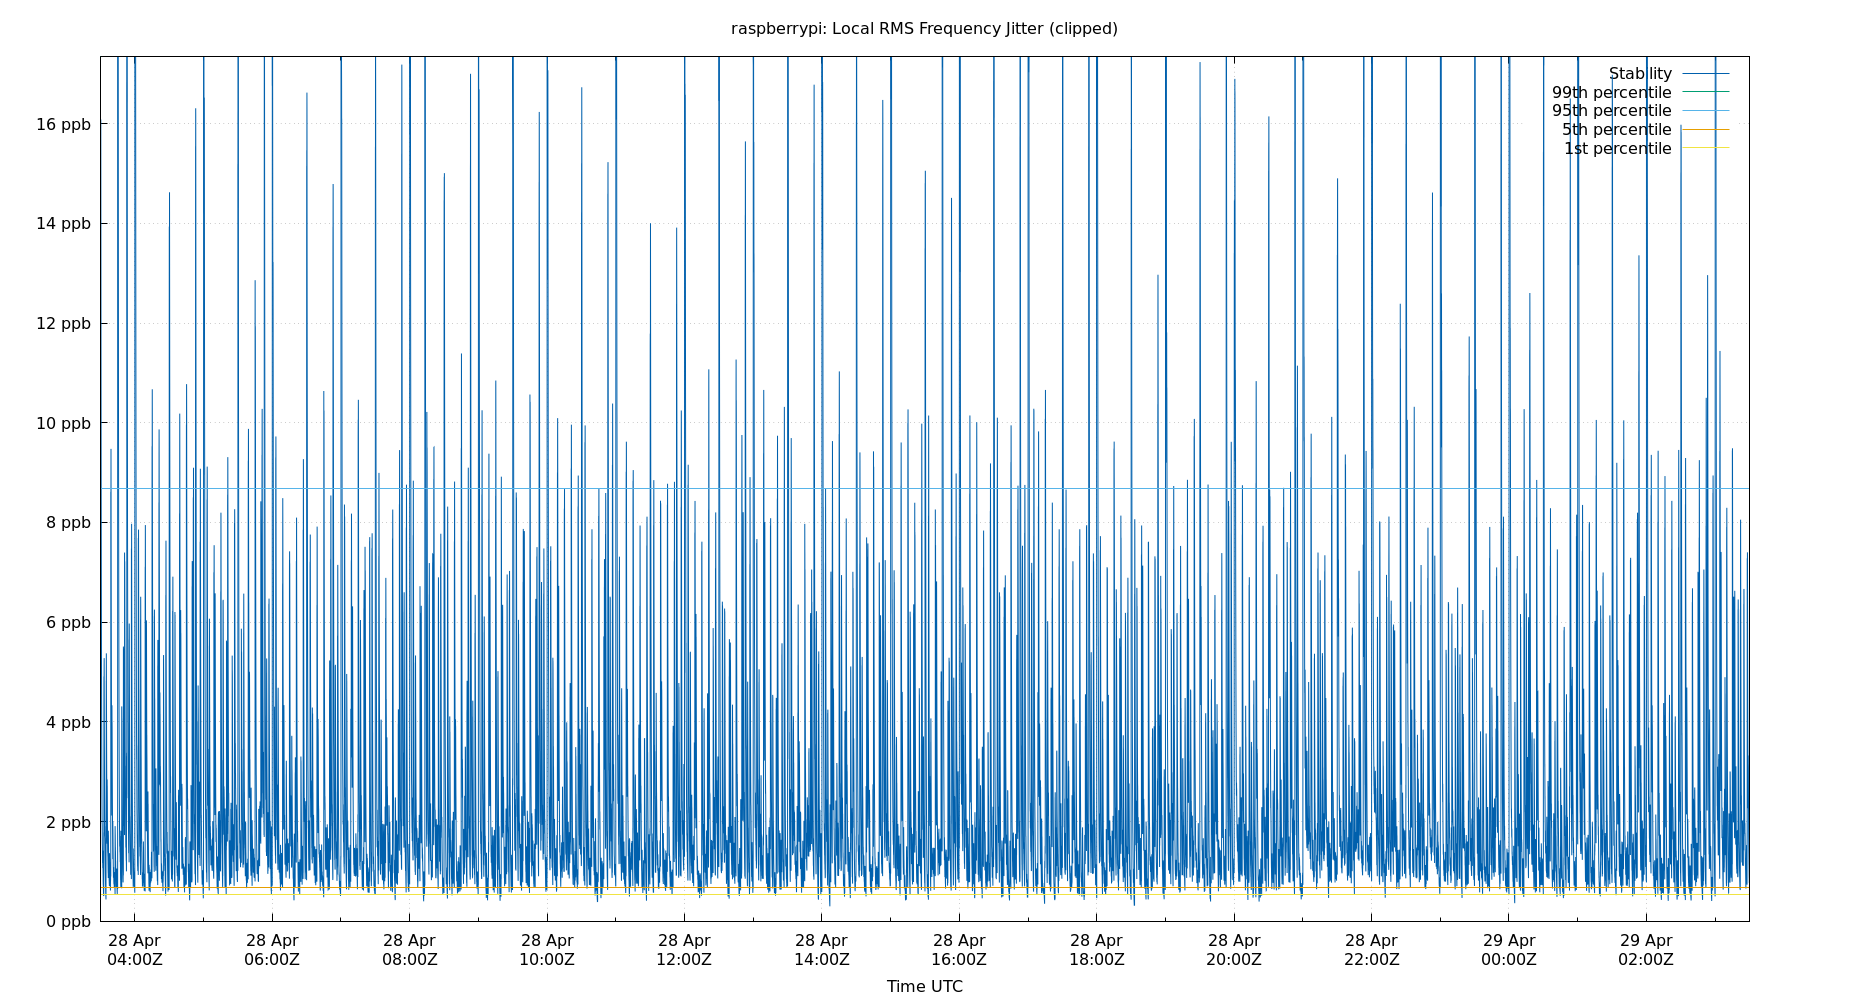 raspberrypi: Local RMS Frequency Jitter (clipped)
Stability
99th percentile
95th percentile
5th percentile
1st percentile
16 ppb
14 ppb
12 ppb
10 ppb
8 ppb
6 ppb
4 ppb
2 ppb
0 ppb
28 Apr 28 Apr 28 Apr 28 Apr 28 Apr 28 Apr 28 Apr 28 Apr 28 Apr 28 Apr 29 Apr 29 Apr
04:00Z 06:00Z 08:00Z 10:00Z 12:00Z 14:00Z 16:00Z 18:00Z 20:00Z 22:00Z 00:00Z 02:00Z
Time UTC